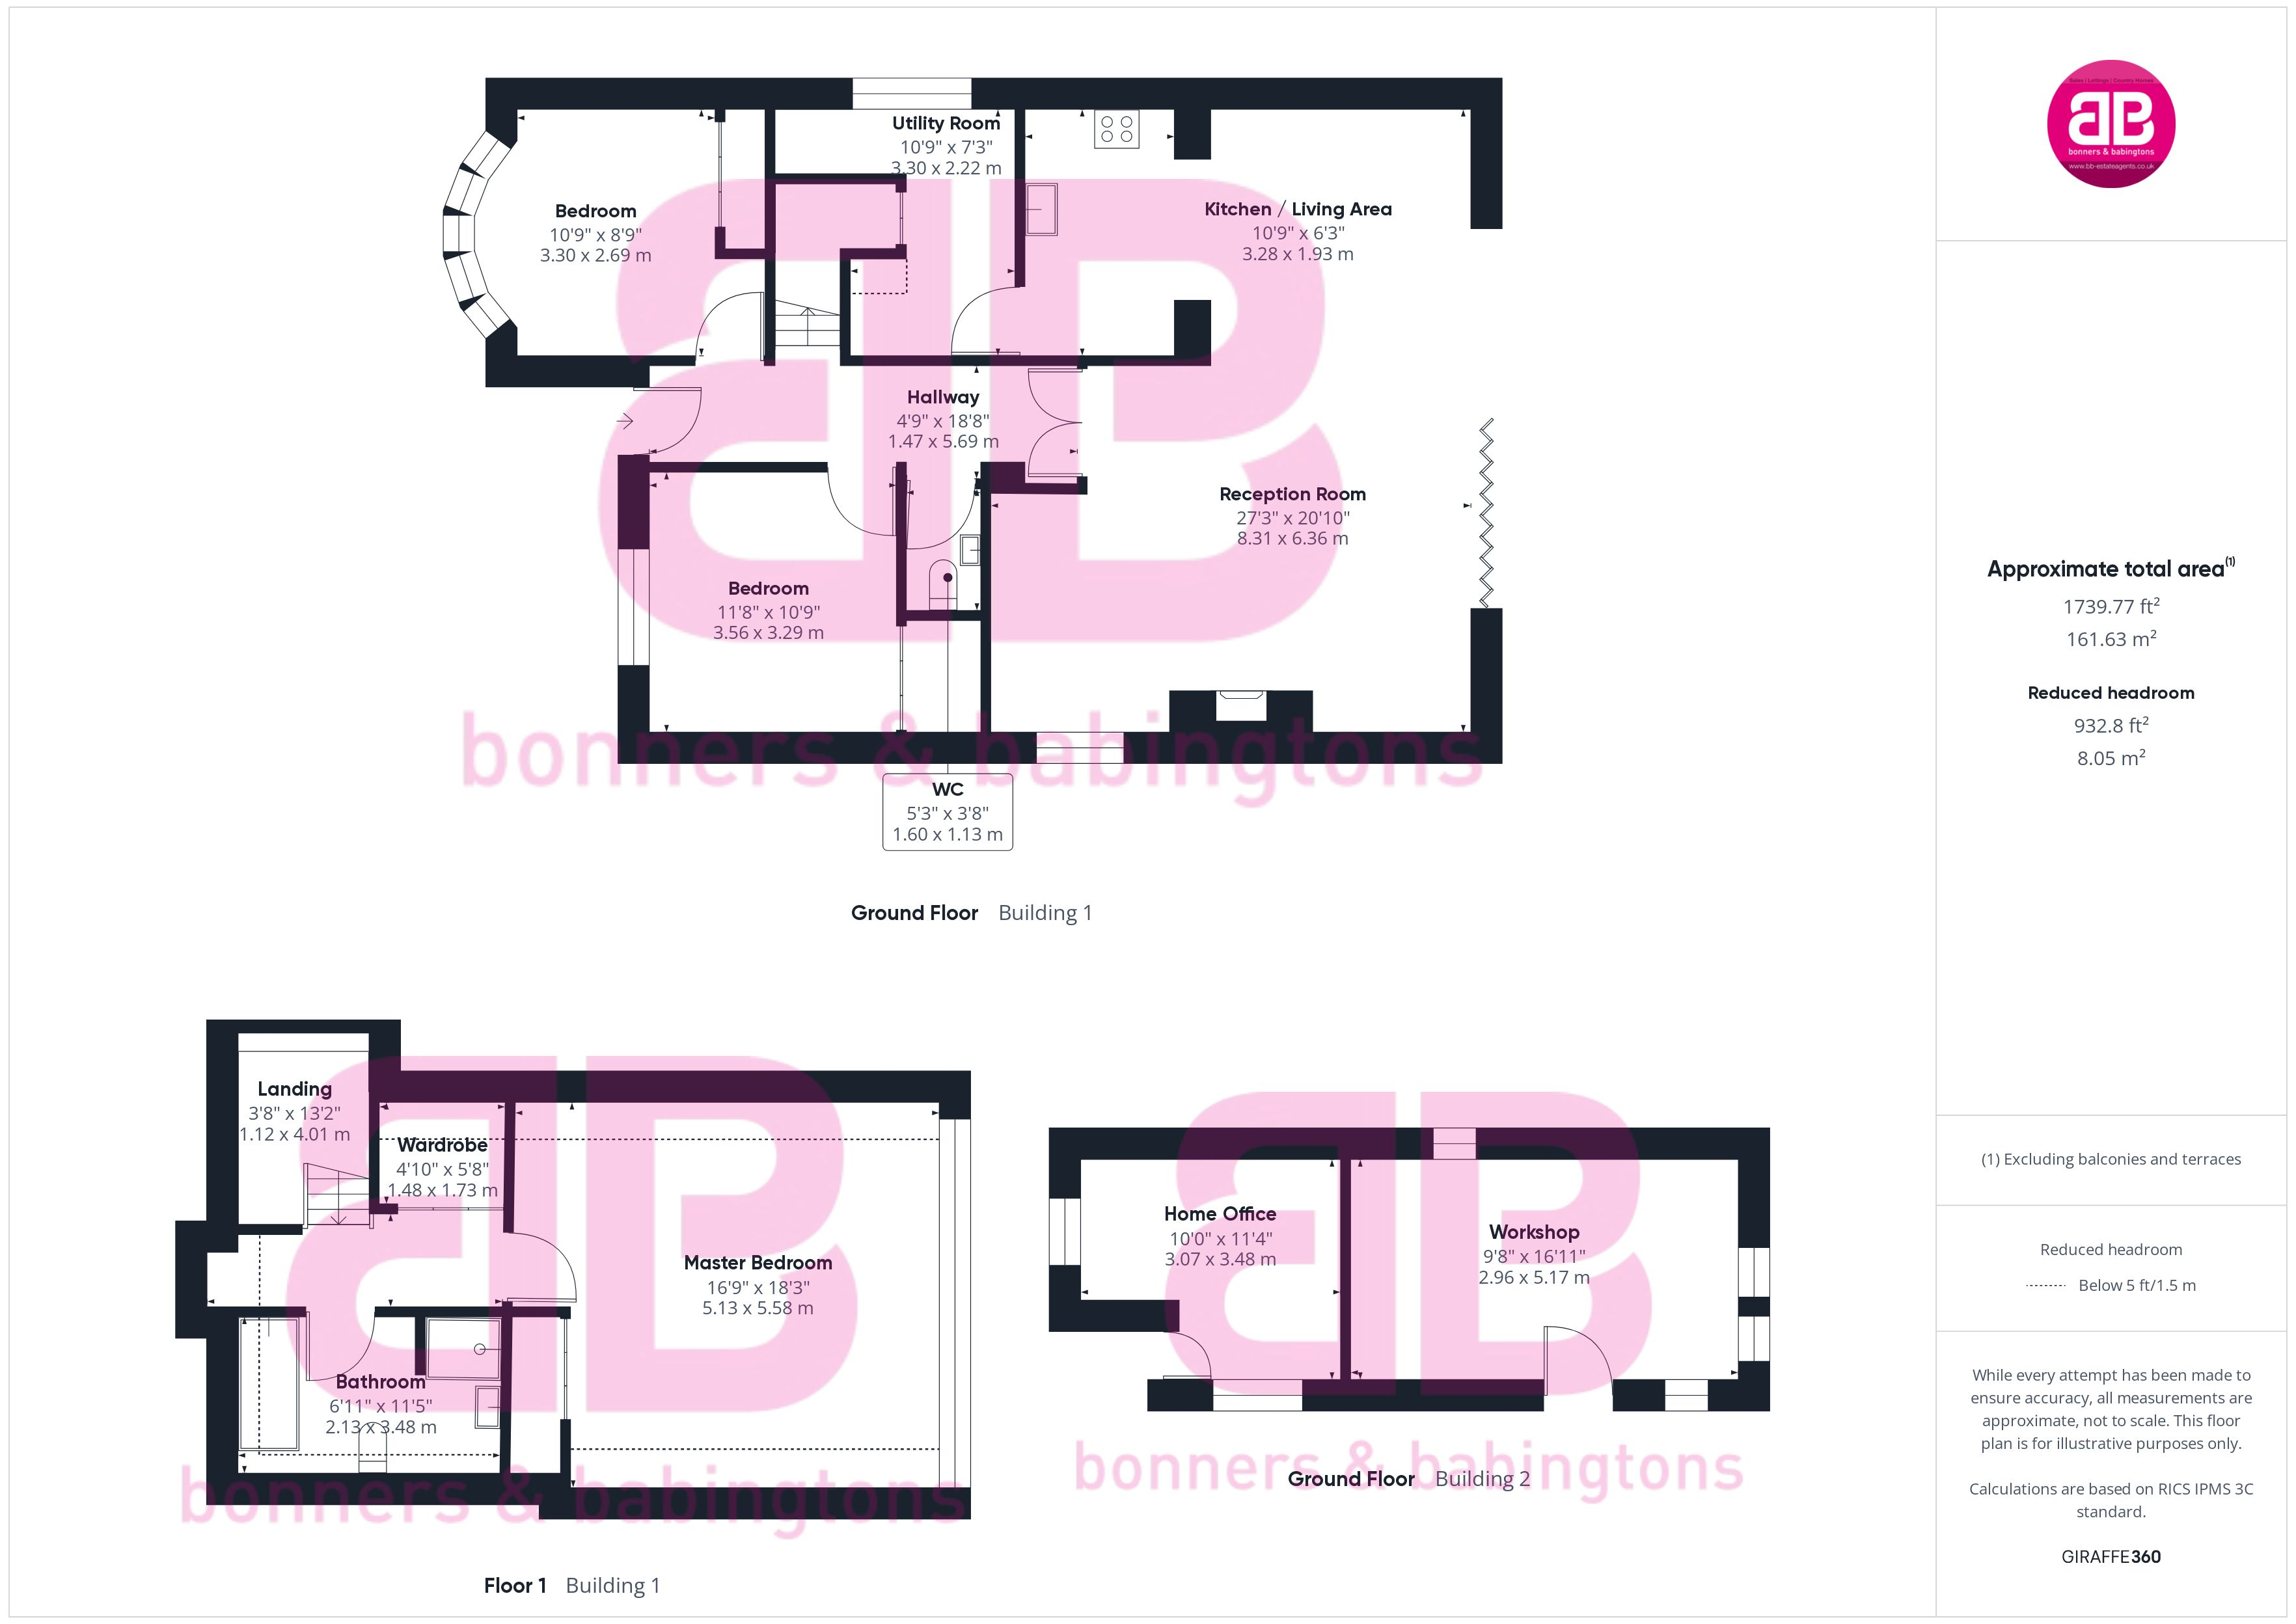 Utility Room
10'9" x 7'3"
3.30 x 2.22 m
Bedroom
10'9" x 8'9"
3.30 x 2.69 m
Kitchen / Living Area
10'9" x 6'3"
3.28 x 1.93 m
Hallway
4'9" x 18'8"
1.47 x 5.69 m
Reception Room
27'3" x 20'10"
8.31 x 6.36 m
Bedroom
11'8" x 10'9"
3.56 x 3.29 m
bonners & babingtons
WC
5'3" x 3'8"
1.60 x 1.13 m
Ground Floor Building 1
Landing
3'8" x 13'2"
1.12 x 4.01 m
Wardrobe
4'10" x 5'8"
1.48 x 1.73 m
Master Bedroom
16'9" x 18'3"
5.13 x 5.58 m
Bathroom
6'11" x 11'5"
2.13 x 3.48 m
bonners & babingtons
Floor 1 Building 1
Home Office
10'0" x 11'4"
3.07 x 3.48 m
Workshop
9'8" x 16'11"
2.96 x 5.17 m
bonners & babingtons
Ground Floor Building 2
Sales | Lettings | Country Homes
BB
bonners & babingtons
www.bb-estateagents.co.uk
Approximate total area(1)
1739.77 ft²
161.63 m²
Reduced headroom
932.8 ft²
8.05 m²
(1) Excluding balconies and terraces
Reduced headroom
Below 5 ft/1.5 m
While every attempt has been made to
ensure accuracy, all measurements are
approximate, not to scale. This floor
plan is for illustrative purposes only.
Calculations are based on RICS IPMS 3C
standard.
GIRAFFE360